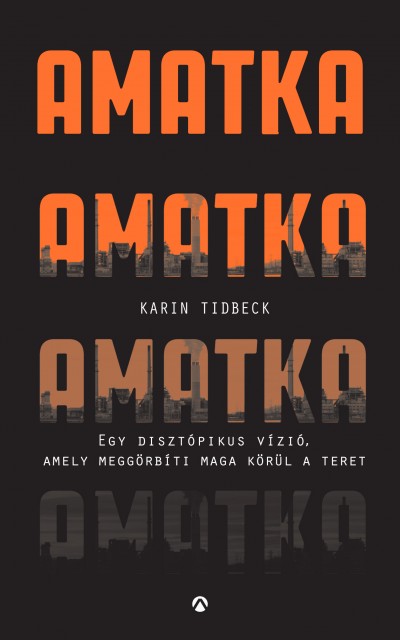 AMATKA
AMATKA
KARIN TIDBECK
AMATKA
EGY DISZTÓPIKUS VÍZIÓ,
AMELY MEGGÖRBÍTI MAGA KÖRÜL A TERET
AMATKA